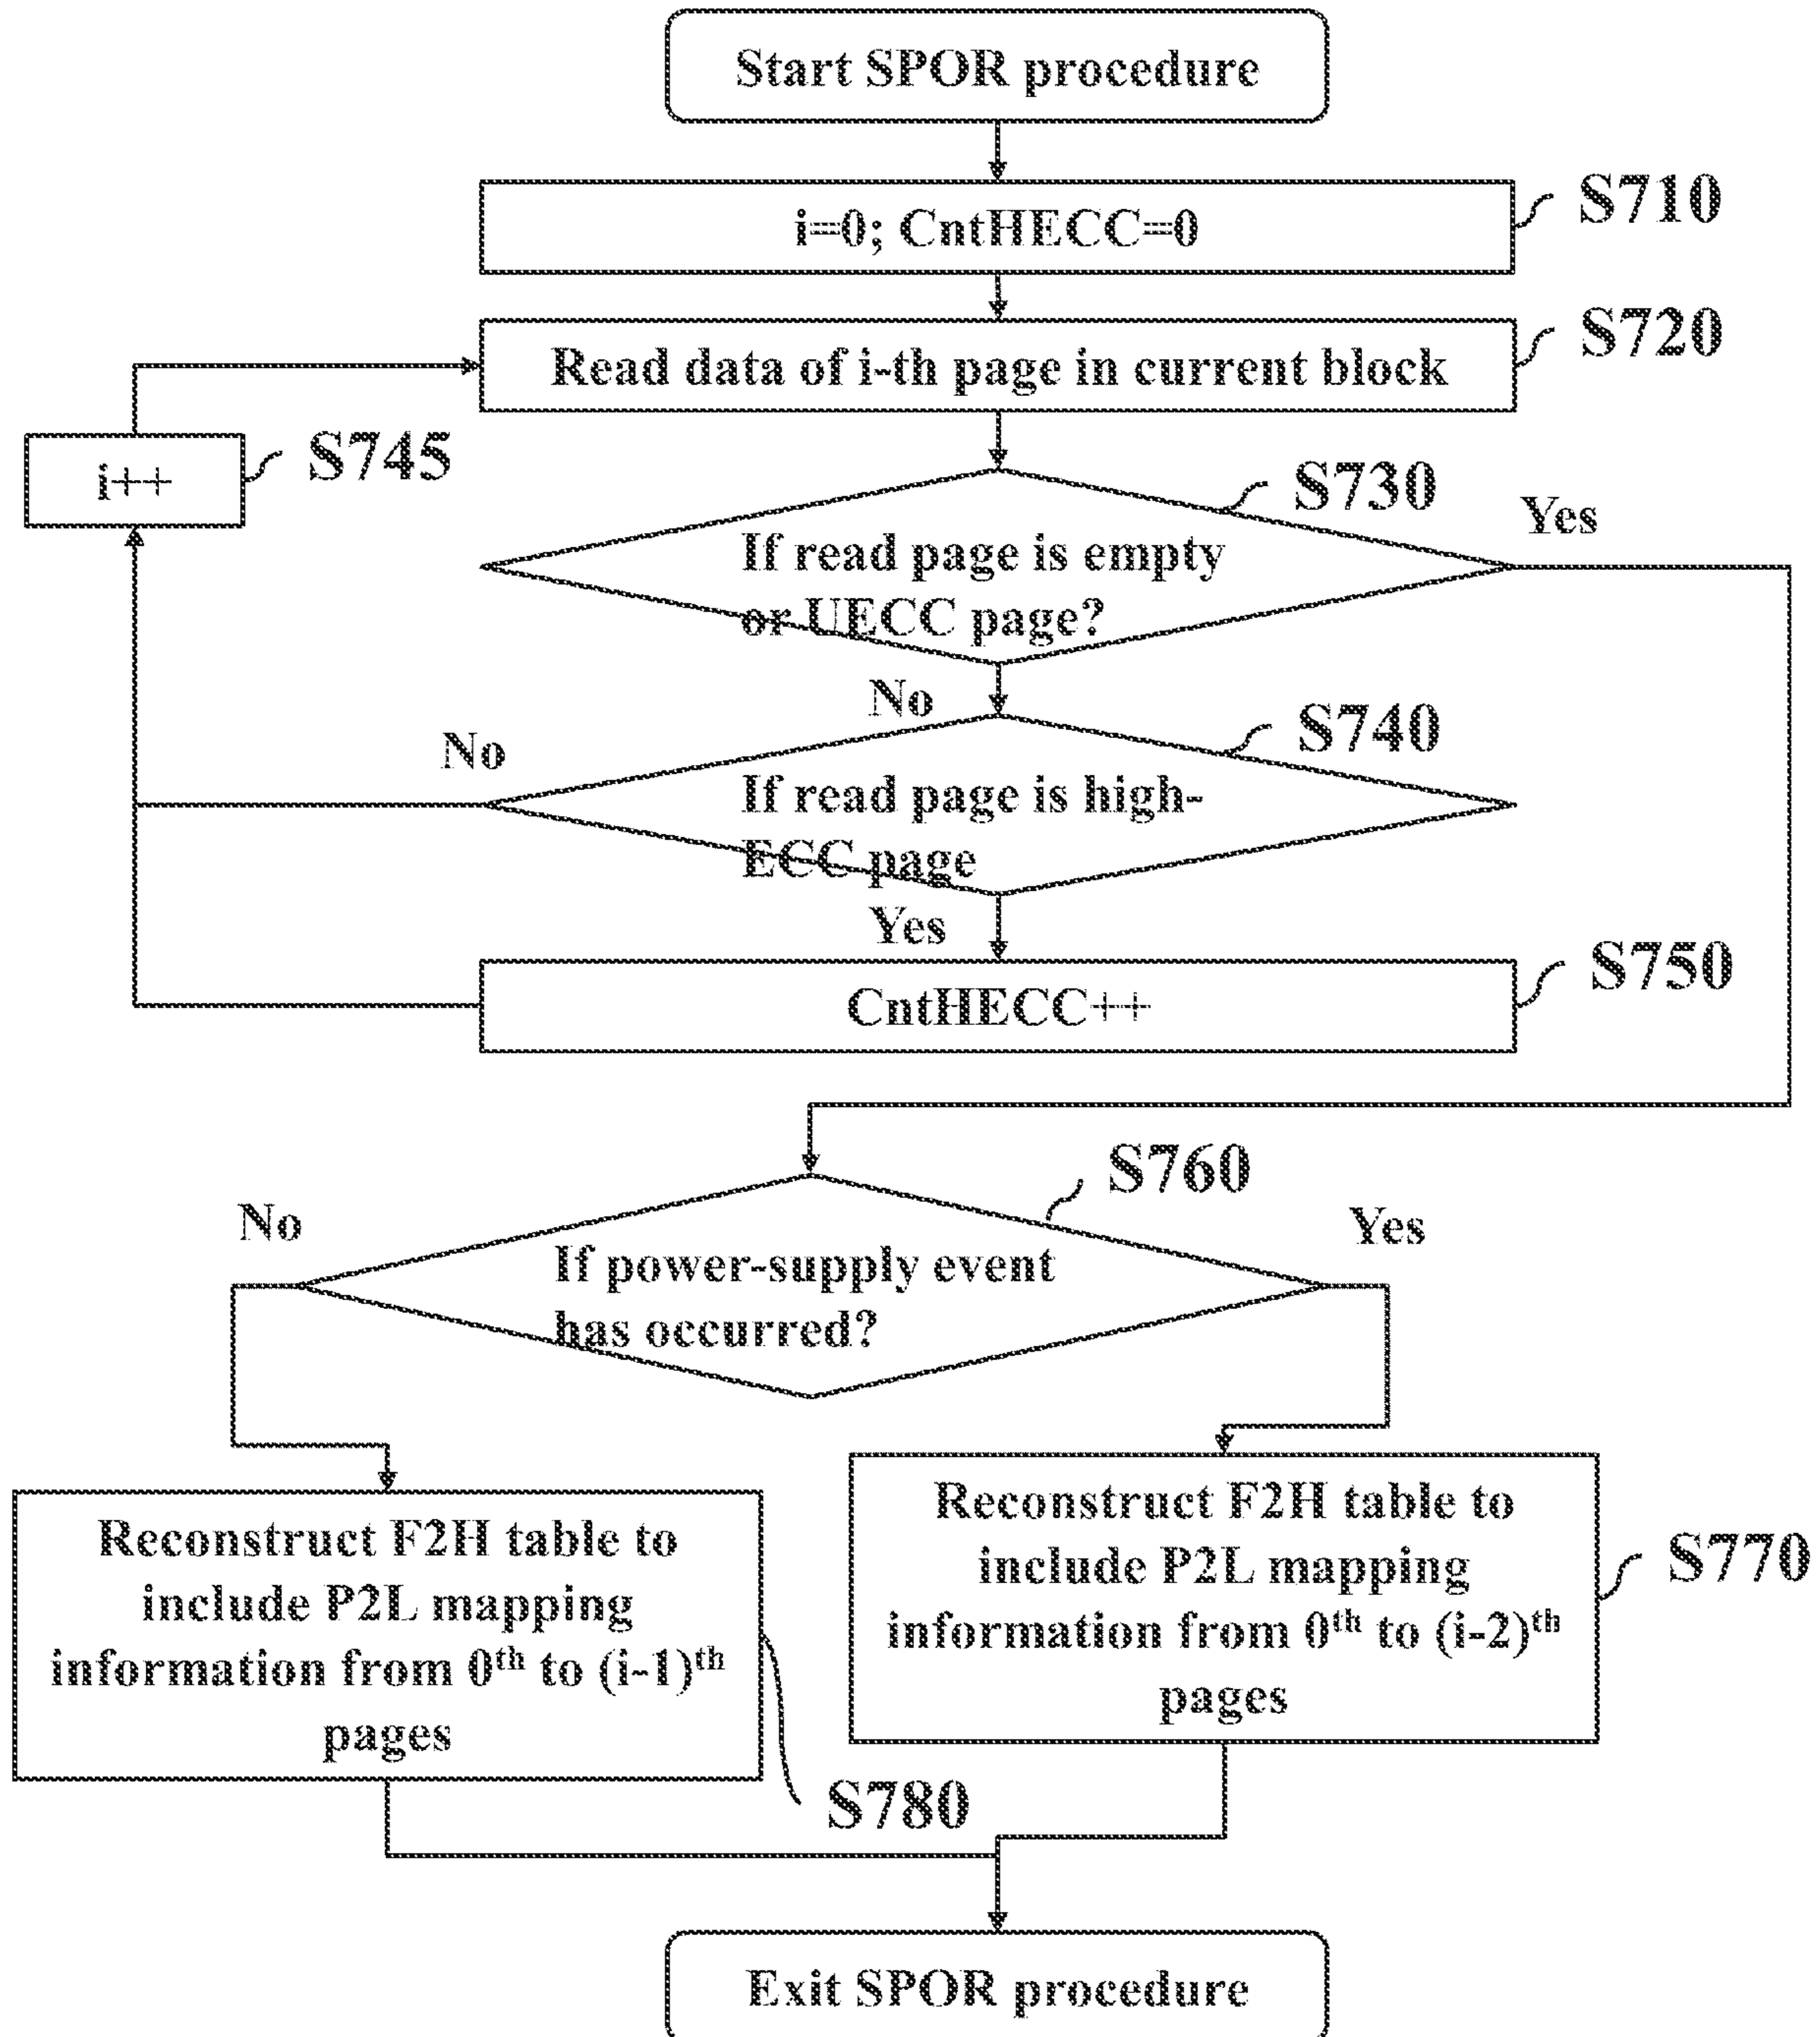 Start SPOR procedure
i=0; CntHECC=0
S710
Read data of i-th page in current block
S720
i++
S745
S730
Yes
If read page is empty
or UECC page?
No
S740
No
If read page is high-
ECC page
Yes
S750
CntHECC++
S760
No
Yes
If power-supply event
has occurred?
Reconstruct F2H table to
include P2L mapping
information from 0th to (i-1)th
pages
S780
Reconstruct F2H table to
include P2L mapping
information from 0th to (i-2)th
pages
S770
Exit SPOR procedure